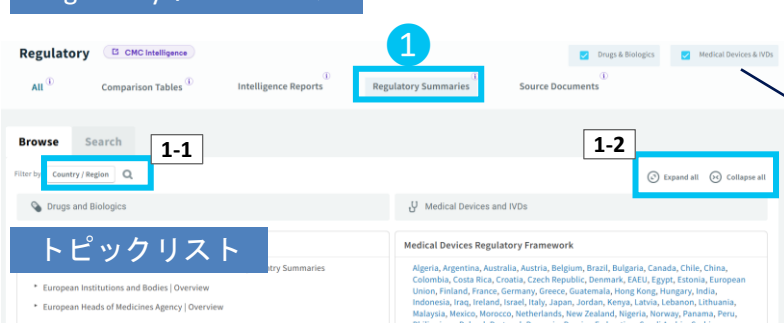 Regulatory CMC Intelligence 1 Drugs & Biologics Medical Devices & IVDs
All Comparison Tables Intelligence Reports Regulatory Summaries Source Documents
Browse Search 1-1 1-2
Filter by Country / Region Expand all Collapse all
Drugs and Biologics Medical Devices and IVDs
トピックリスト
Medical Devices Regulatory Framework
Summaries
European Institutions and Bodies | Overview
European Heads of Medicines Agency | Overview
Algeria, Argentina, Australia, Austria, Belgium, Brazil, Bulgaria, Canada, Chile, China,
Colombia, Costa Rica, Croatia, Czech Republic, Denmark, EAEU, Egypt, Estonia, European
Union, Finland, France, Germany, Greece, Guatemala, Hong Kong, Hungary, India,
Indonesia, Iraq, Ireland, Israel, Italy, Japan, Jordan, Kenya, Latvia, Lebanon, Lithuania,
Malaysia, Mexico, Morocco, Netherlands, New Zealand, Nigeria, Norway, Panama, Peru,